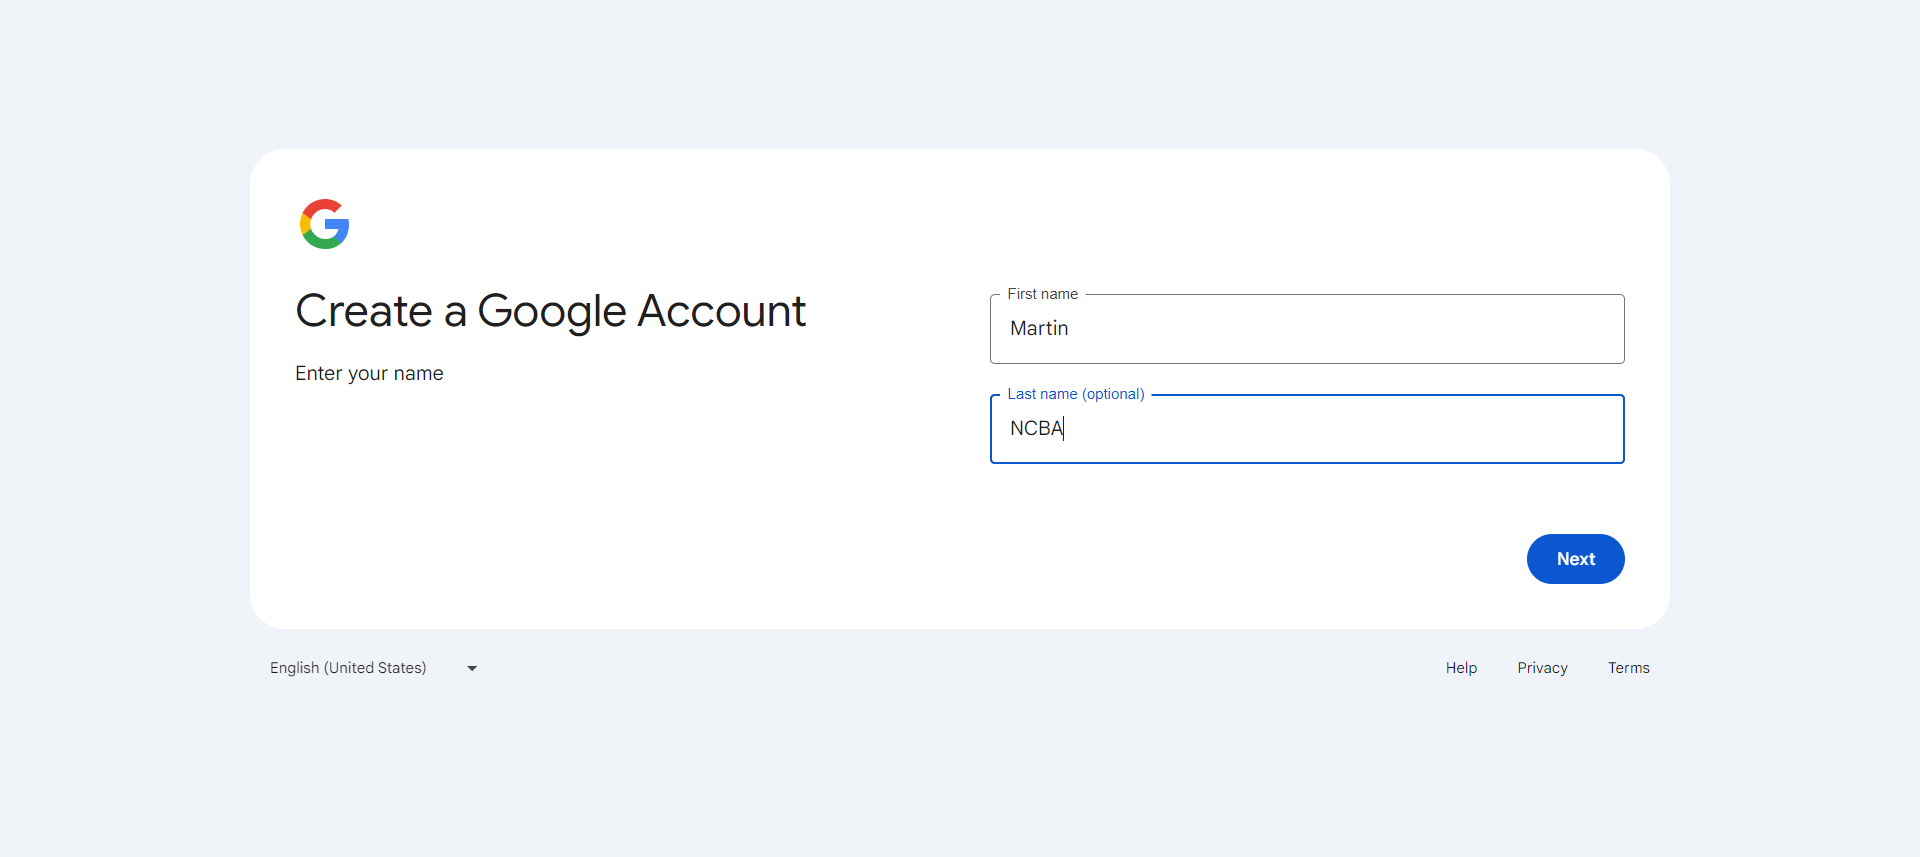 Create a Google Account
Enter your name
First name
Martin
Last name (optional)
NCBA
Next
English (United States)
Help
Privacy
Terms